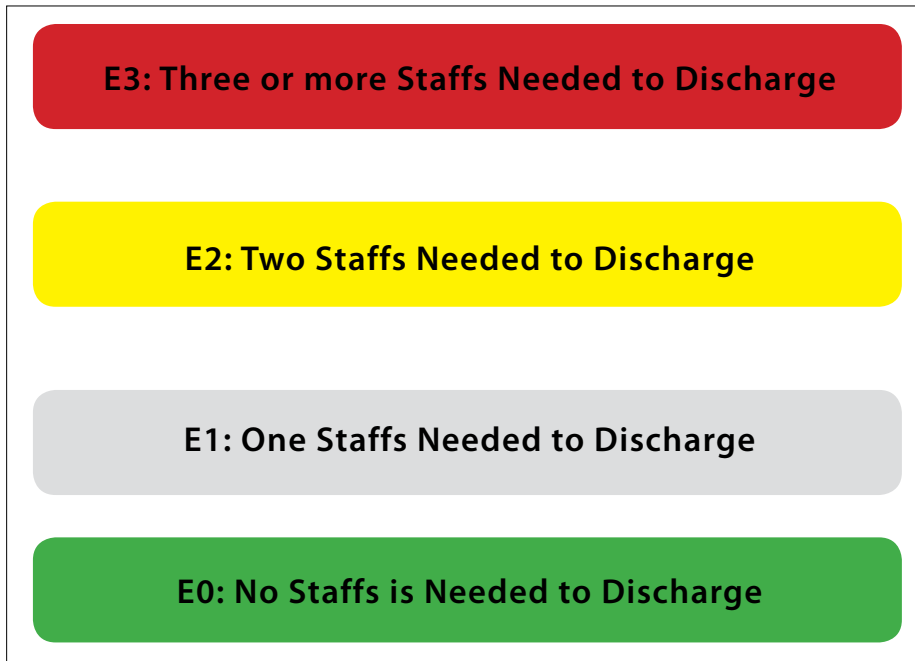 E3: Three or more Staffs Needed to Discharge
E2: Two Staffs Needed to Discharge
E1: One Staffs Needed to Discharge
E0: No Staffs is Needed to Discharge